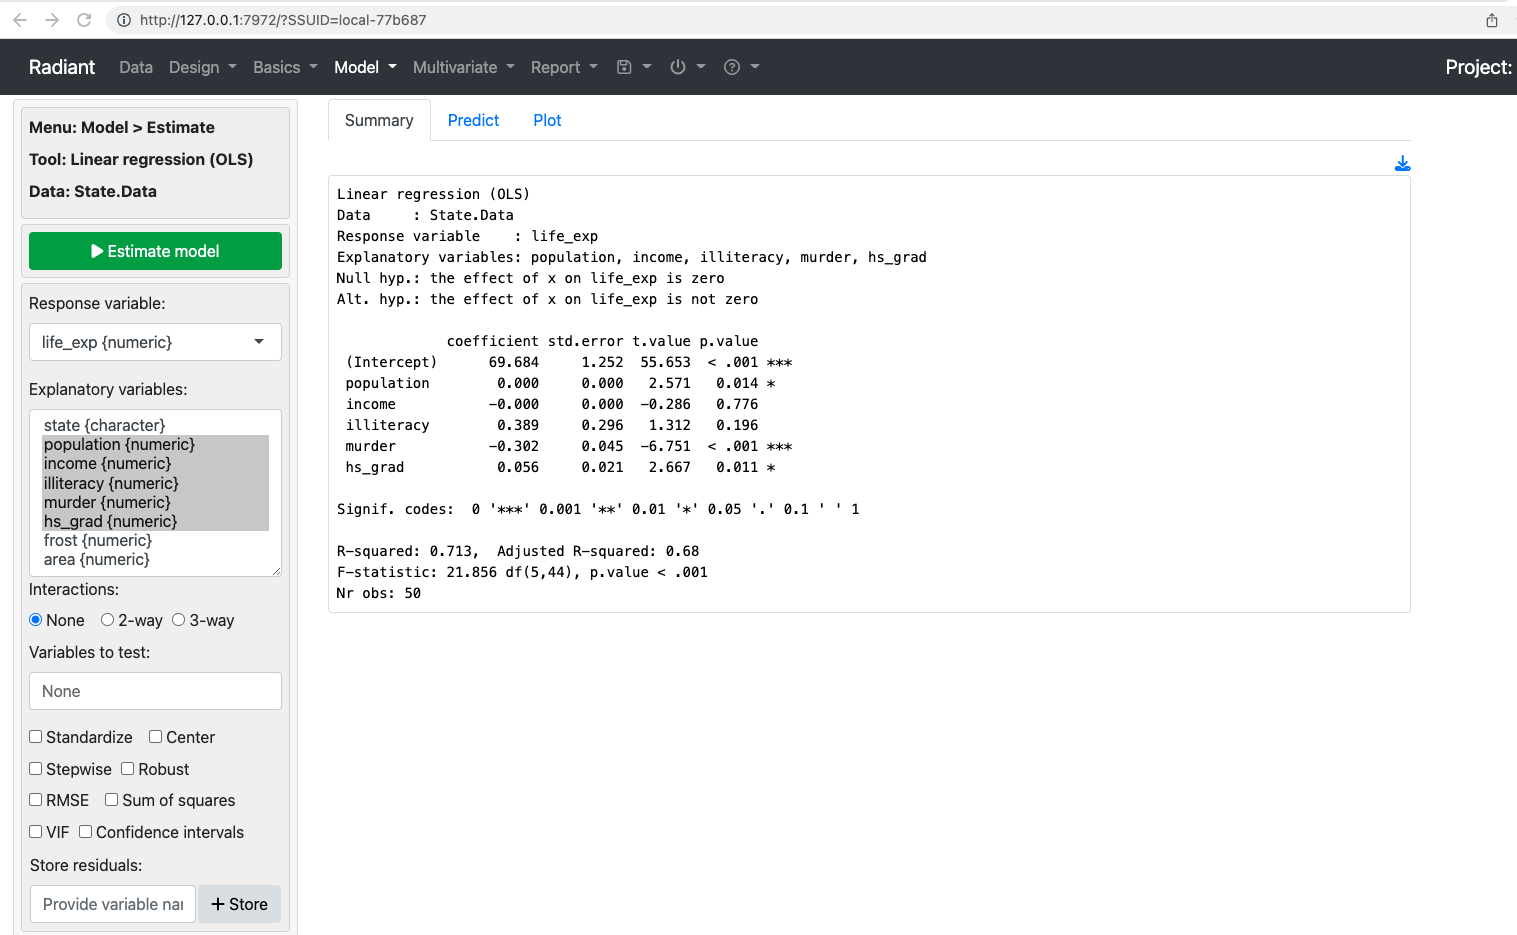 http://127.0.0.1:7972/?SSUID=local-77b687
Radiant Data Design Basics Model Multivariate Report Project:
Menu: Model > Estimate
Tool: Linear regression (OLS)
Data: State.Data
Estimate model
Response variable:
life_exp {numeric}
Explanatory variables:
state {character}
population {numeric}
income {numeric}
illiteracy {numeric}
murder {numeric}
hs_grad {numeric}
frost {numeric}
area {numeric}
Interactions:
None 2-way 3-way
Variables to test:
None
Standardize Center
Stepwise Robust
RMSE Sum of squares
VIF Confidence intervals
Store residuals:
Provide variable nar + Store
Summary Predict Plot
Linear regression (OLS)
Data     : State.Data
Response variable    : life_exp
Explanatory variables: population, income, illiteracy, murder, hs_grad
Null hyp.: the effect of x on life_exp is zero
Alt. hyp.: the effect of x on life_exp is not zero
             coefficient std.error t.value p.value
 (Intercept)      69.684     1.252  55.653  < .001 ***
 population        0.000     0.000   2.571   0.014 *
 income           -0.000     0.000  -0.286   0.776
 illiteracy        0.389     0.296   1.312   0.196
 murder           -0.302     0.045  -6.751  < .001 ***
 hs_grad           0.056     0.021   2.667   0.011 *
Signif. codes:  0 '***' 0.001 '**' 0.01 '*' 0.05 '.' 0.1 ' ' 1
R-squared: 0.713,  Adjusted R-squared: 0.68
F-statistic: 21.856 df(5,44), p.value < .001
Nr obs: 50